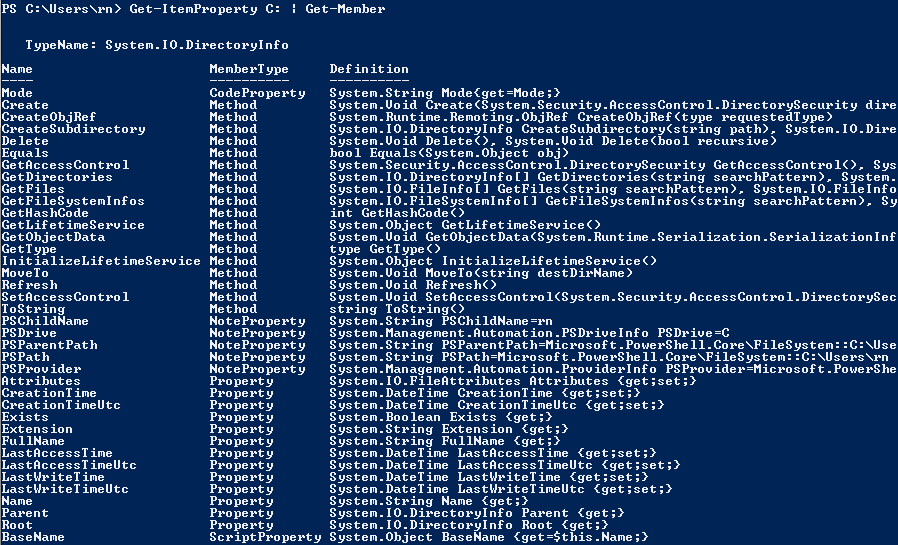 PS C:\Users\rn> Get-ItemProperty C: | Get-Member
TypeName: System.IO.DirectoryInfo
Name MemberType Definition
---- ---------- ----------
Mode CodeProperty System.String Mode{get=Mode;}
Create Method System.Void Create(System.Security.AccessControl.DirectorySecurity dire
CreateObjRef Method System.Runtime.Remoting.ObjRef CreateObjRef(type requestedType)
CreateSubdirectory Method System.IO.DirectoryInfo CreateSubdirectory(string path), System.IO.Dire
Delete Method System.Void Delete(), System.Void Delete(bool recursive)
Equals Method bool Equals(System.Object obj)
GetAccessControl Method System.Security.AccessControl.DirectorySecurity GetAccessControl(), Sys
GetDirectories Method System.IO.DirectoryInfo[] GetDirectories(string searchPattern), System.
GetFiles Method System.IO.FileInfo[] GetFiles(string searchPattern), System.IO.FileInfo
GetFileSystemInfos Method System.IO.FileSystemInfo[] GetFileSystemInfos(string searchPattern), Sy
GetHashCode Method int GetHashCode()
GetLifetimeService Method System.Object GetLifetimeService()
GetObjectData Method System.Void GetObjectData(System.Runtime.Serialization.SerializationInf
GetType Method type GetType()
InitializeLifetimeService Method System.Object InitializeLifetimeService()
MoveTo Method System.Void MoveTo(string destDirName)
Refresh Method System.Void Refresh()
SetAccessControl Method System.Void SetAccessControl(System.Security.AccessControl.DirectorySec
ToString Method string ToString()
PSChildName NoteProperty System.String PSChildName=rn
PSDrive NoteProperty System.Management.Automation.PSDriveInfo PSDrive=C
PSParentPath NoteProperty System.String PSParentPath=Microsoft.PowerShell.Core\FileSystem::C:\Use
PSPath NoteProperty System.String PSPath=Microsoft.PowerShell.Core\FileSystem::C:\Users\rn
PSProvider NoteProperty System.Management.Automation.ProviderInfo PSProvider=Microsoft.PowerShe
Attributes Property System.IO.FileAttributes Attributes {get;set;}
CreationTime Property System.DateTime CreationTime {get;set;}
CreationTimeUtc Property System.DateTime CreationTimeUtc {get;set;}
Exists Property System.Boolean Exists {get;}
Extension Property System.String Extension {get;}
FullName Property System.String FullName {get;}
LastAccessTime Property System.DateTime LastAccessTime {get;set;}
LastAccessTimeUtc Property System.DateTime LastAccessTimeUtc {get;set;}
LastWriteTime Property System.DateTime LastWriteTime {get;set;}
LastWriteTimeUtc Property System.DateTime LastWriteTimeUtc {get;set;}
Name Property System.String Name {get;}
Parent Property System.IO.DirectoryInfo Parent {get;}
Root Property System.IO.DirectoryInfo Root {get;}
BaseName ScriptProperty System.Object BaseName {get=$this.Name;}